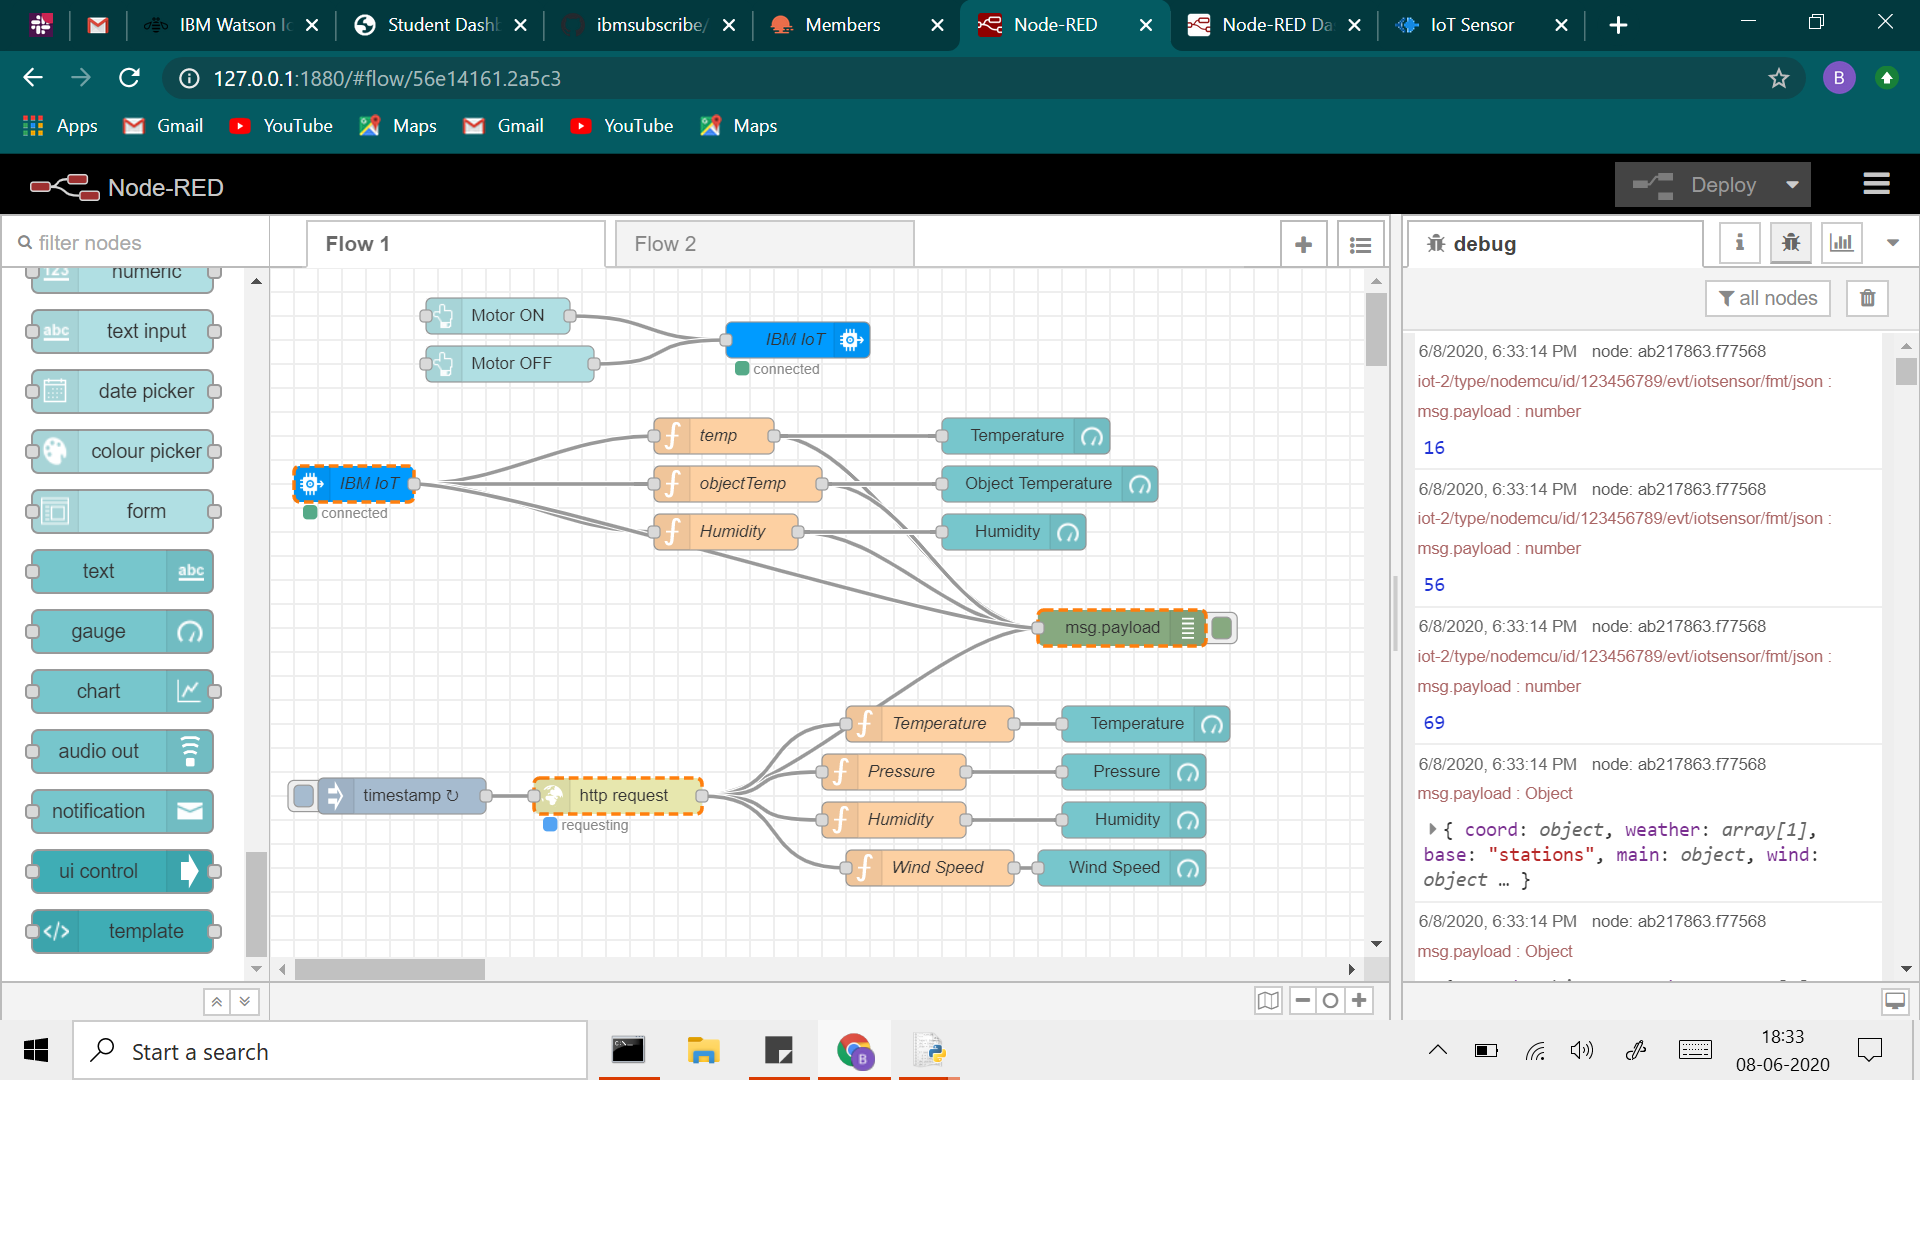 IBM Watson Io
Student Dash
ibmsubscribe/
Members
Node-RED
Node-RED Da
IoT Sensor
127.0.0.1:1880/#flow/56e14161.2a5c3
B
Apps
Gmail
YouTube
Maps
Gmail
YouTube
Maps
Node-RED
Deploy
filter nodes
Flow 1
Flow 2
debug
all nodes
numeric
123
text input
abc
date picker
colour picker
form
text
abc
gauge
chart
audio out
notification
ui control
template
Motor ON
Motor OFF
IBM IoT
connected
IBM IoT
connected
temp
objectTemp
Humidity
Temperature
Object Temperature
Humidity
msg.payload
timestamp ↻
http request
requesting
Temperature
Pressure
Humidity
Wind Speed
Temperature
Pressure
Humidity
Wind Speed
6/8/2020, 6:33:14 PM node: ab217863.f77568
iot-2/type/nodemcu/id/123456789/evt/iotsensor/fmt/json :
msg.payload : number
16
6/8/2020, 6:33:14 PM node: ab217863.f77568
iot-2/type/nodemcu/id/123456789/evt/iotsensor/fmt/json :
msg.payload : number
56
6/8/2020, 6:33:14 PM node: ab217863.f77568
iot-2/type/nodemcu/id/123456789/evt/iotsensor/fmt/json :
msg.payload : number
69
6/8/2020, 6:33:14 PM node: ab217863.f77568
msg.payload : Object
{ coord: object, weather: array[1],
base: "stations", main: object, wind:
object … }
6/8/2020, 6:33:14 PM node: ab217863.f77568
msg.payload : Object
Start a search
B
18:33
08-06-2020